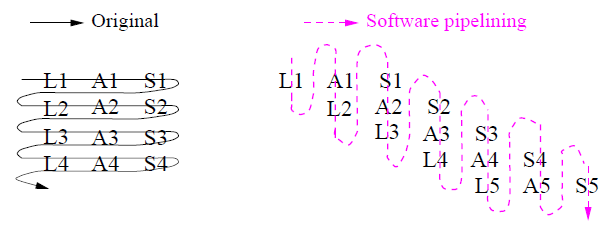 Original
Software pipelining
L1 A1 S1
L2 A2 S2
L3 A3 S3
L4 A4 S4
L1 A1 S1
L2 A2 S2
L3 A3 S3
L4 A4 S4
L5 A5 S5